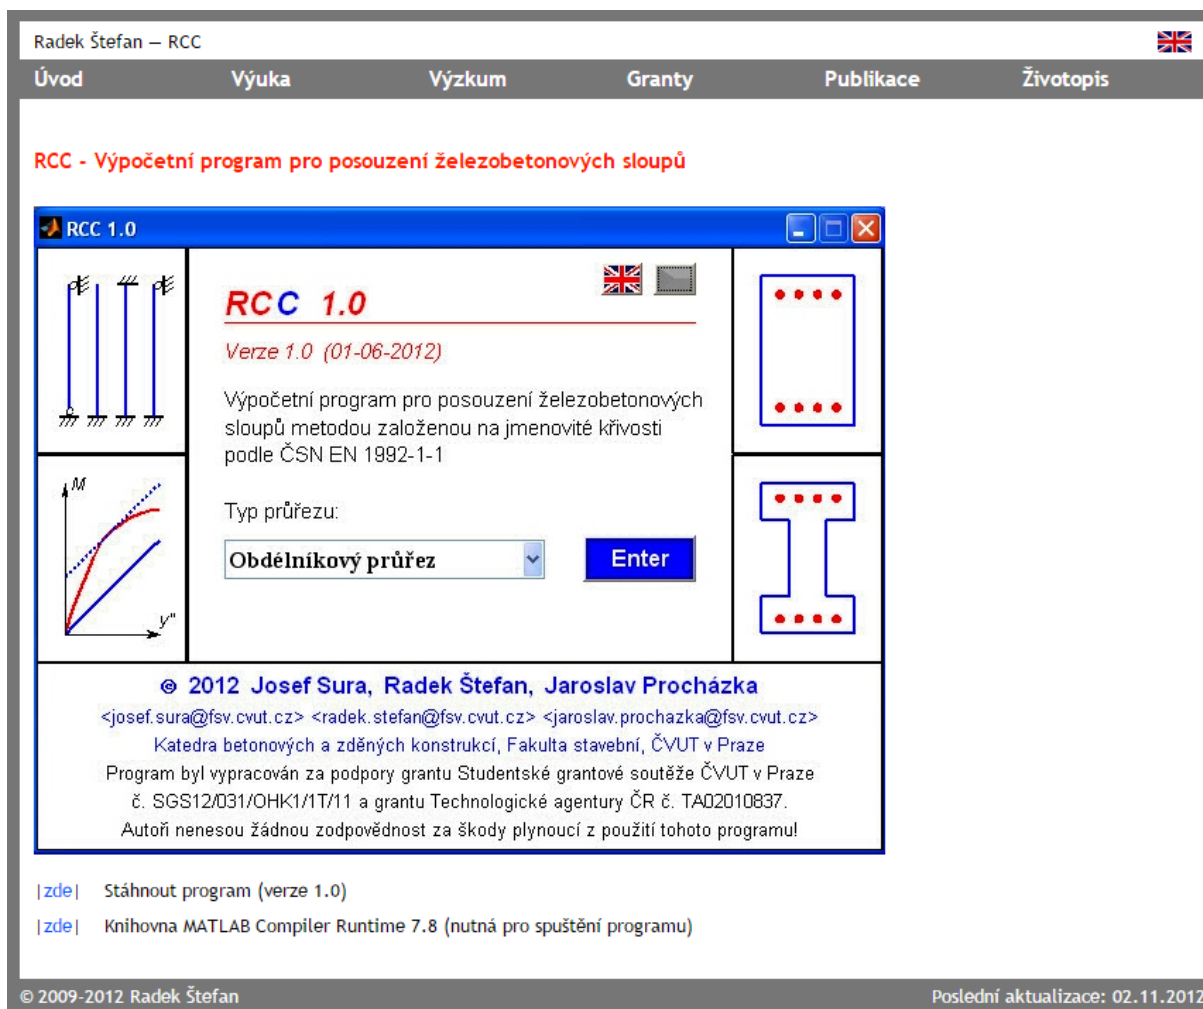 Radek Štefan — RCC
Úvod Výuka Výzkum Granty Publikace Životopis
RCC - Výpočetní program pro posouzení železobetonových sloupů
RCC 1.0
RCC 1.0
Verze 1.0 (01-06-2012)
Výpočetní program pro posouzení železobetonových
sloupů metodou založenou na jmenovité křivosti
podle ČSN EN 1992-1-1
M
y"
Typ průřezu:
Obdélníkový průřez Enter
© 2012 Josef Sura, Radek Štefan, Jaroslav Procházka
<josef.sura@fsv.cvut.cz> <radek.stefan@fsv.cvut.cz> <jaroslav.prochazka@fsv.cvut.cz>
Katedra betonových a zděných konstrukcí, Fakulta stavební, ČVUT v Praze
Program byl vypracován za podpory grantu Studentské grantové soutěže ČVUT v Praze
č. SGS12/031/OHK1/1T/11 a grantu Technologické agentury ČR č. TA02010837.
Autoři nenesou žádnou zodpovědnost za škody plynoucí z použití tohoto programu!
|zde| Stáhnout program (verze 1.0)
|zde| Knihovna MATLAB Compiler Runtime 7.8 (nutná pro spuštění programu)
© 2009-2012 Radek Štefan Poslední aktualizace: 02.11.2012